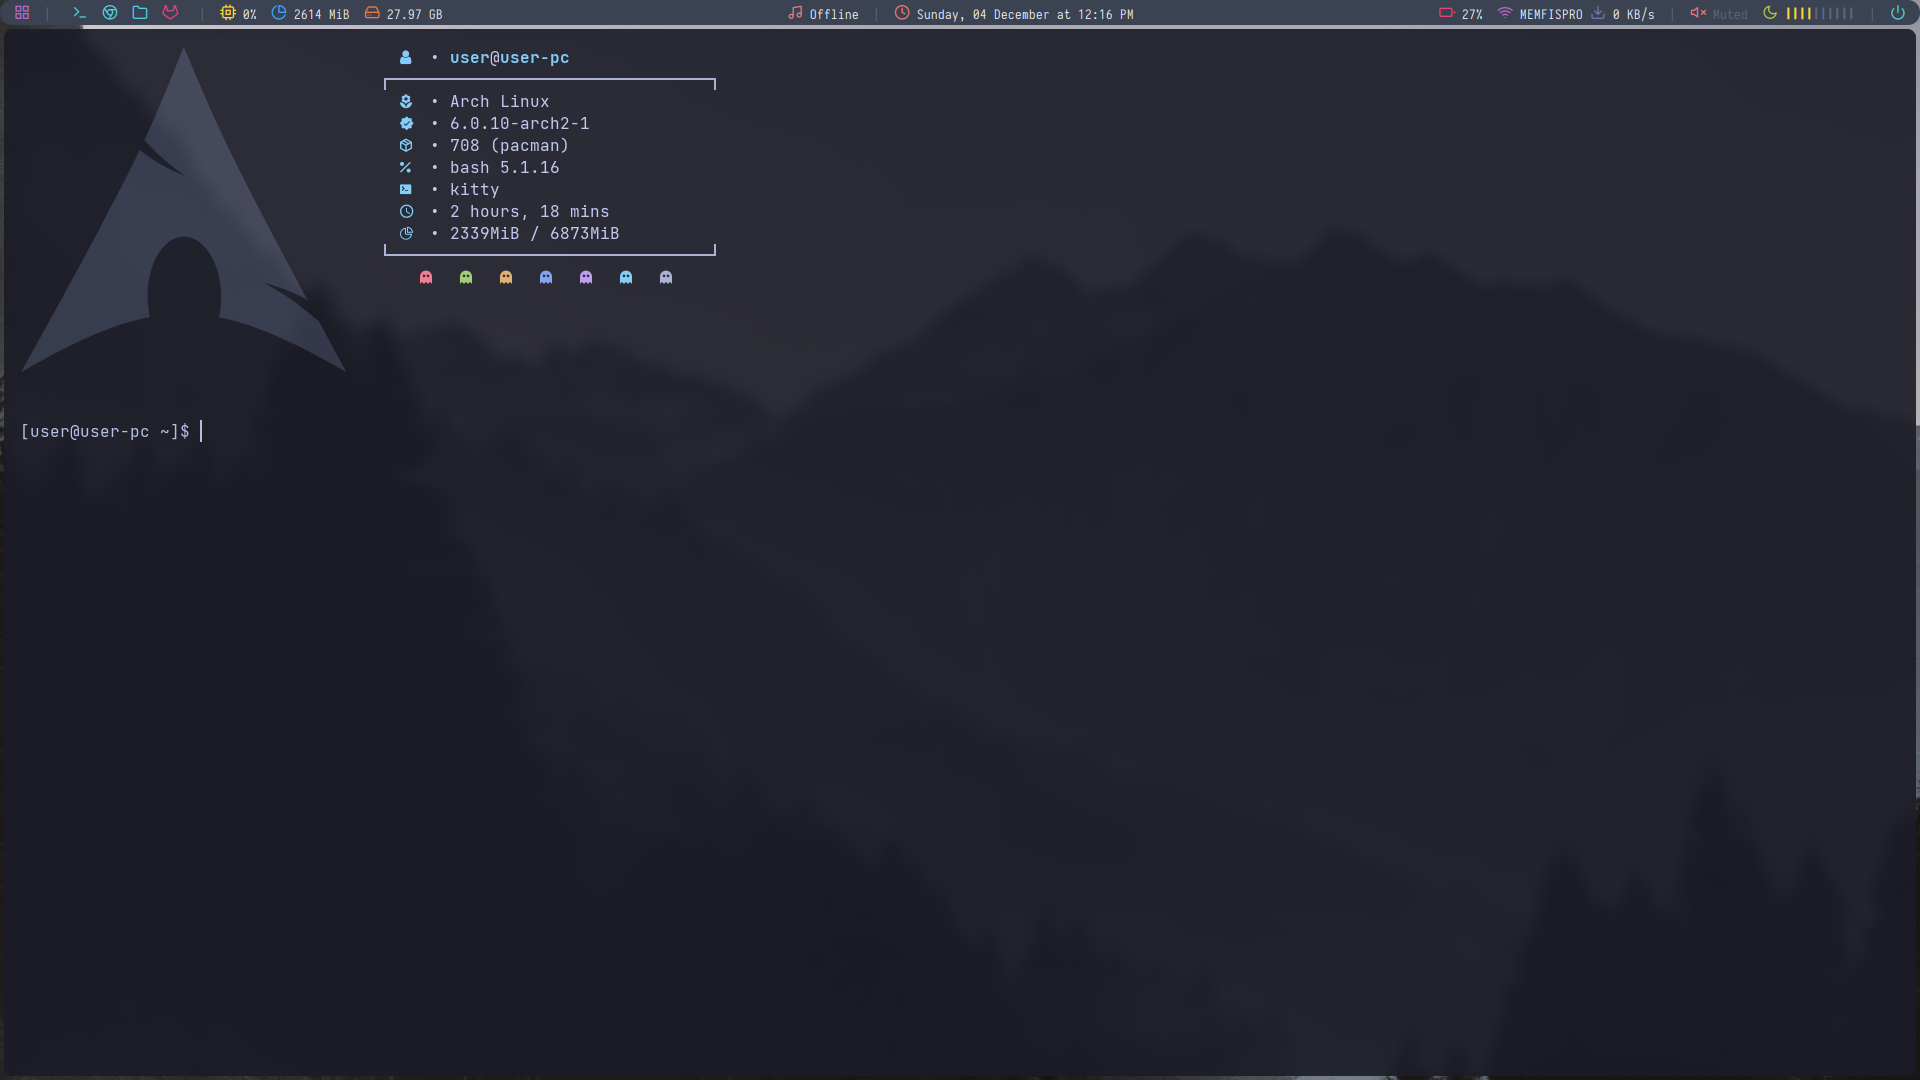 0% 2614 MiB 27.97 GB Offline Sunday, 04 December at 12:16 PM 27% MEMFISPRO 0 KB/s Muted
• user@user-pc
• Arch Linux
• 6.0.10-arch2-1
• 708 (pacman)
• bash 5.1.16
• kitty
• 2 hours, 18 mins
• 2339MiB / 6873MiB
[user@user-pc ~]$